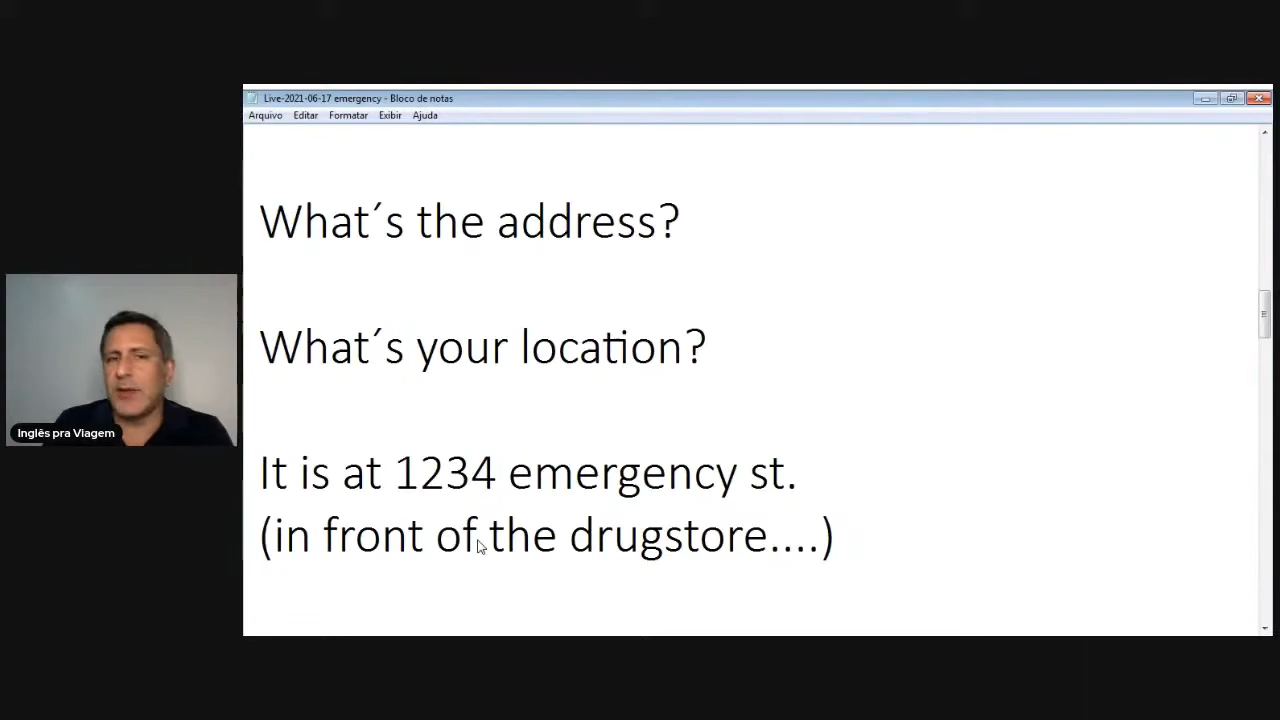 Live-2021-06-17 emergency - Bloco de notas
Arquivo Editar Formatar Exibir Ajuda
What´s the address?
What´s your location?
Inglês pra Viagem
It is at 1234 emergency st.
(in front of the drugstore....)